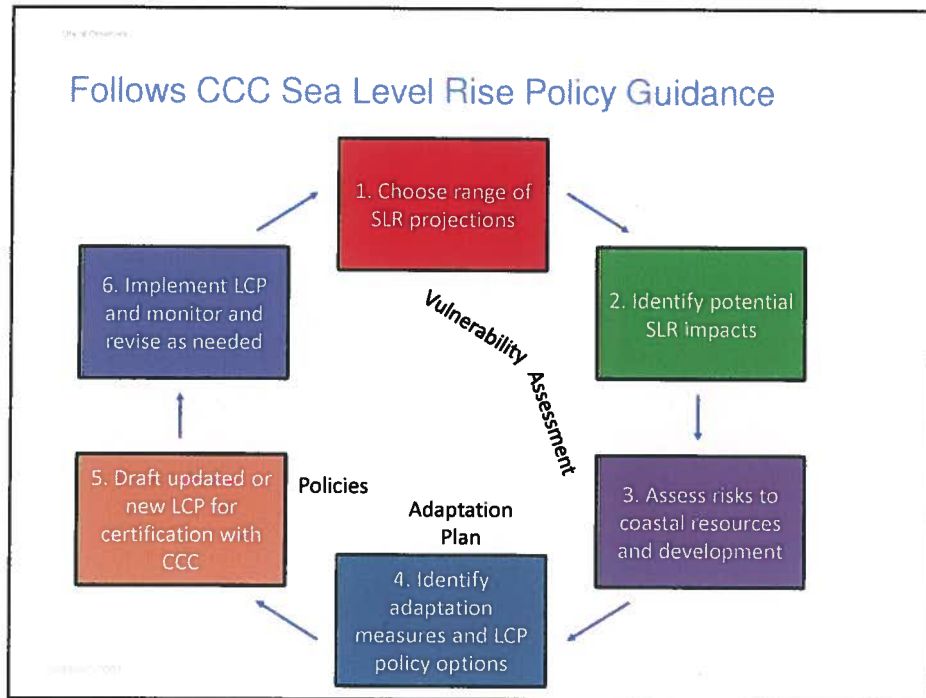 Follows CCC Sea Level Rise Policy Guidance
1. Choose range of
SLR projections
2. Identify potential
SLR impacts
3. Assess risks to
coastal resources
and development
4. Identify
adaptation
measures and LCP
policy options
5. Draft updated or
new LCP for
certification with
CCC
6. Implement LCP
and monitor and
revise as needed
Vulnerability Assessment
Adaptation
Plan
Policies